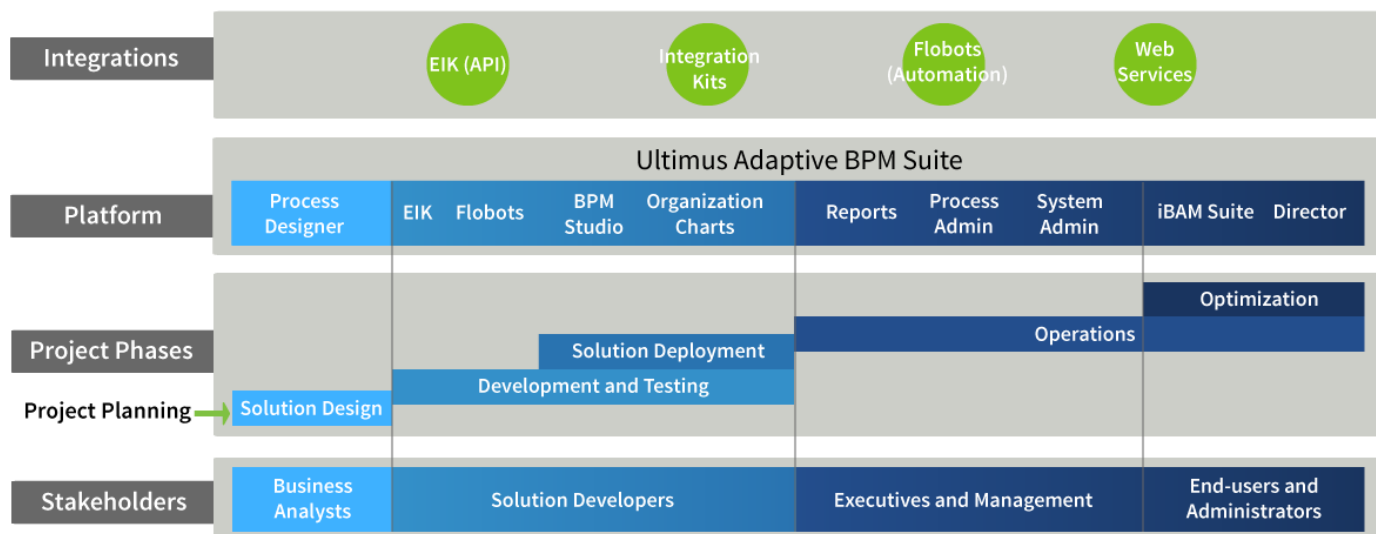 Integrations
EIK (API)
Integration
Kits
Flobots
(Automation)
Web
Services
Ultimus Adaptive BPM Suite
Platform
Process
Designer
EIK
Flobots
BPM
Studio
Organization
Charts
Reports
Process
Admin
System
Admin
iBAM Suite
Director
Project Phases
Optimization
Operations
Solution Deployment
Development and Testing
Project Planning
Solution Design
Stakeholders
Business
Analysts
Solution Developers
Executives and Management
End-users and
Administrators